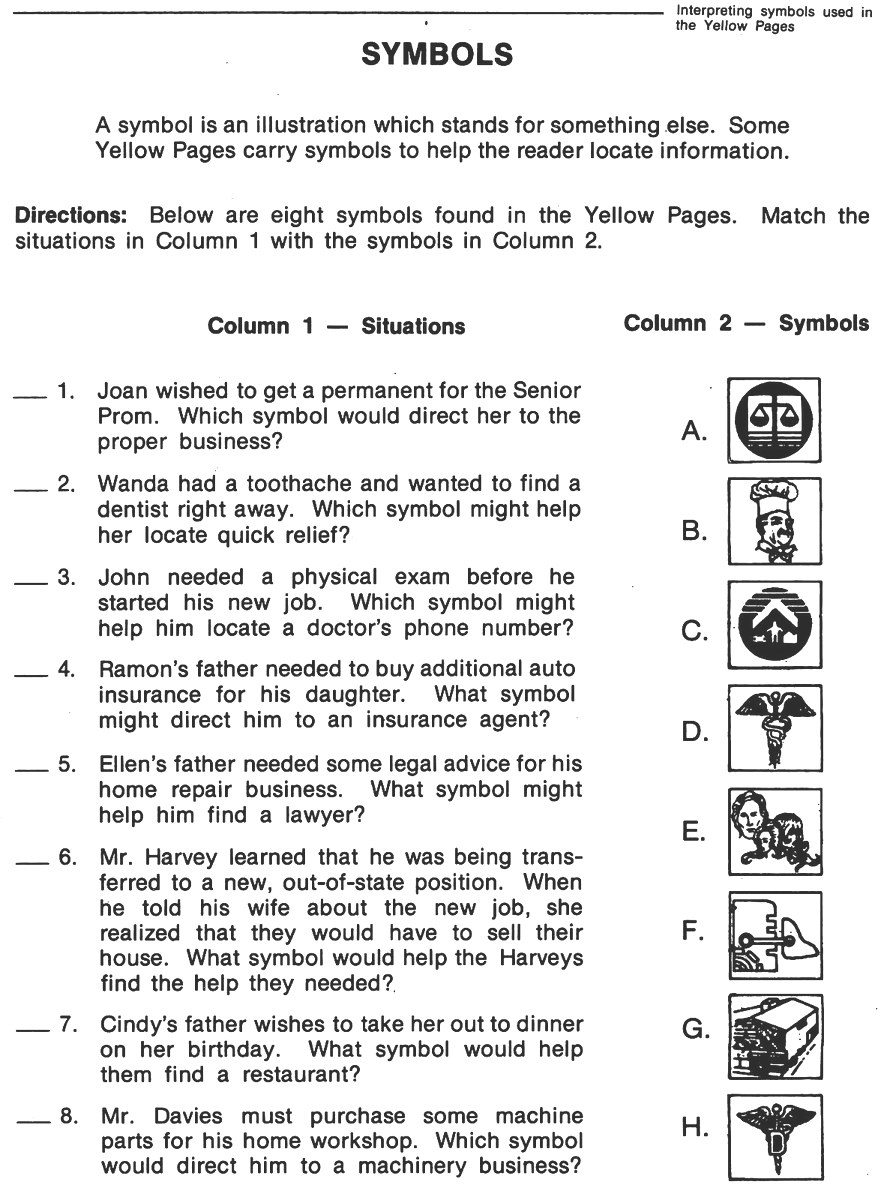 Interpreting symbols used in
the Yellow Pages
SYMBOLS
A symbol is an illustration which stands for something else. Some
Yellow Pages carry symbols to help the reader locate information.
Directions: Below are eight symbols found in the Yellow Pages. Match the
situations in Column 1 with the symbols in Column 2.
Column 1 — Situations
___ 1. Joan wished to get a permanent for the Senior
Prom. Which symbol would direct her to the
proper business?
___ 2. Wanda had a toothache and wanted to find a
dentist right away. Which symbol might help
her locate quick relief?
___ 3. John needed a physical exam before he
started his new job. Which symbol might
help him locate a doctor's phone number?
___ 4. Ramon's father needed to buy additional auto
insurance for his daughter. What symbol
might direct him to an insurance agent?
___ 5. Ellen's father needed some legal advice for his
home repair business. What symbol might
help him find a lawyer?
___ 6. Mr. Harvey learned that he was being trans-
ferred to a new, out-of-state position. When
he told his wife about the new job, she
realized that they would have to sell their
house. What symbol would help the Harveys
find the help they needed?
___ 7. Cindy's father wishes to take her out to dinner
on her birthday. What symbol would help
them find a restaurant?
___ 8. Mr. Davies must purchase some machine
parts for his home workshop. Which symbol
would direct him to a machinery business?
Column 2 — Symbols
A.
B.
C.
D.
E.
F.
G.
H.
D